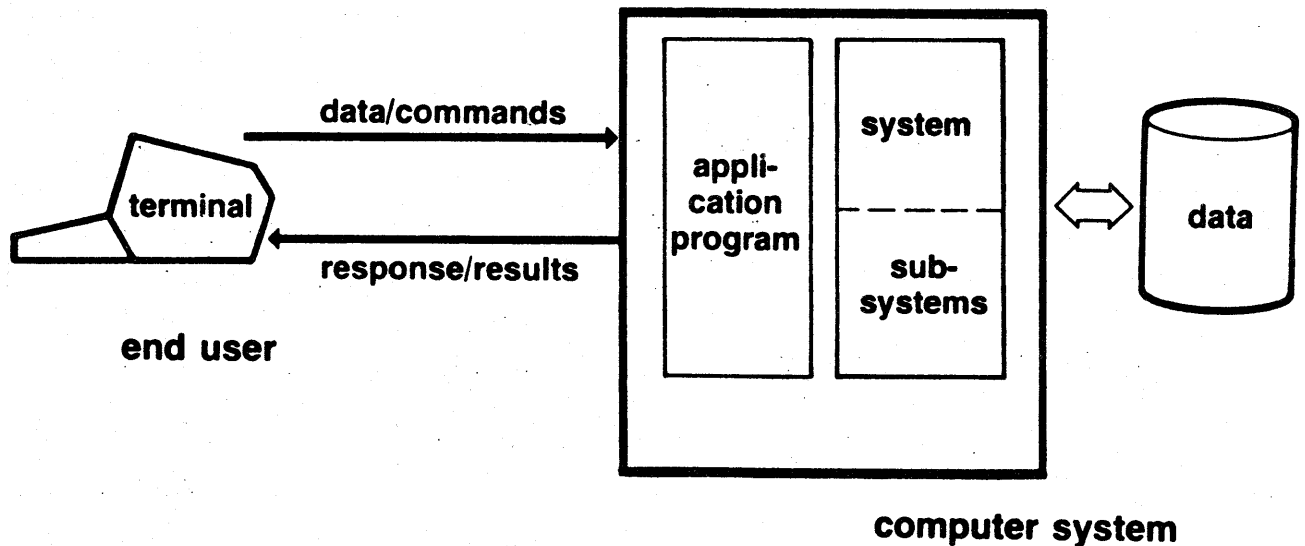 data/commands
terminal
response/results
end user
appli-
cation
program
system
sub-
systems
data
computer system